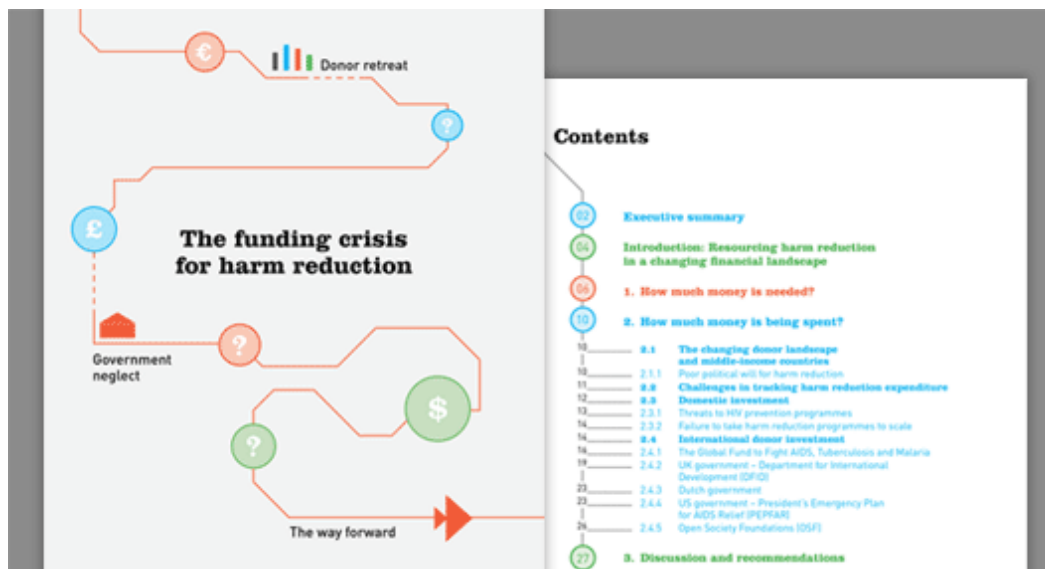 €
Donor retreat
?
£
The funding crisis
for harm reduction
Government
neglect
?
$
?
The way forward
Contents
02 Executive summary
04 Introduction: Resourcing harm reduction
in a changing financial landscape
06 1. How much money is needed?
10 2. How much money is being spent?
10 2.1 The changing donor landscape
and middle-income countries
10 2.1.1 Poor political will for harm reduction
11 2.2 Challenges in tracking harm reduction expenditure
12 2.3 Domestic investment
13 2.3.1 Threats to HIV prevention programmes
14 2.3.2 Failure to take harm reduction programmes to scale
14 2.4 International donor investment
16 2.4.1 The Global Fund to Fight AIDS, Tuberculosis and Malaria
19 2.4.2 UK government – Department for International
Development (DFID)
23 2.4.3 Dutch government
23 2.4.4 US government – President's Emergency Plan
for AIDS Relief (PEPFAR)
26 2.4.5 Open Society Foundations (OSF)
27 3. Discussion and recommendations